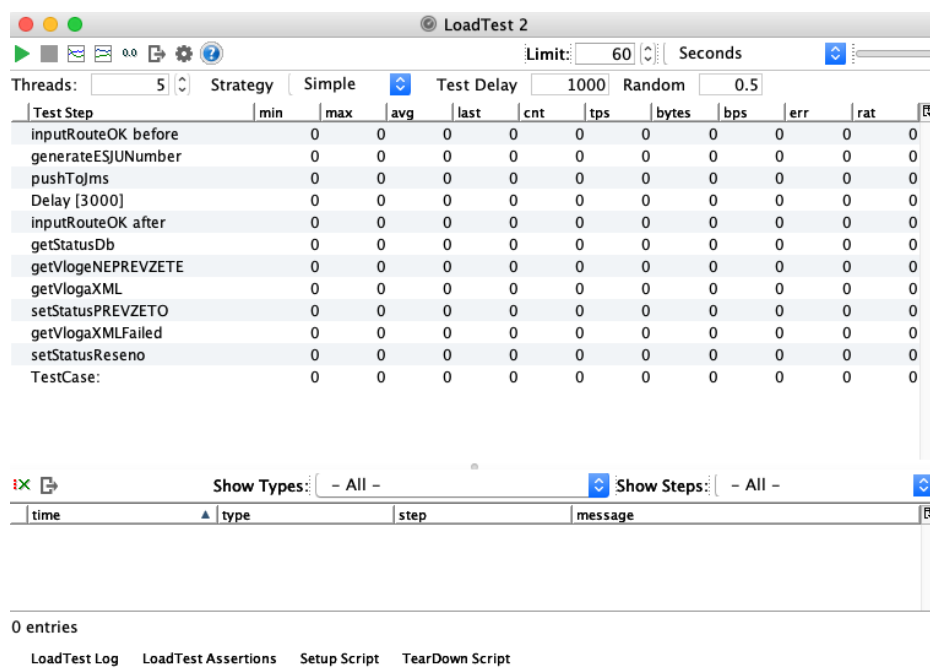 LoadTest 2
0.0 ? Limit: 60 Seconds
Threads: 5 Strategy Simple Test Delay 1000 Random 0.5
Test Step min max avg last cnt tps bytes bps err rat
inputRouteOK before 0 0 0 0 0 0 0 0 0 0
generateESJUNumber 0 0 0 0 0 0 0 0 0 0
pushToJms 0 0 0 0 0 0 0 0 0 0
Delay [3000] 0 0 0 0 0 0 0 0 0 0
inputRouteOK after 0 0 0 0 0 0 0 0 0 0
getStatusDb 0 0 0 0 0 0 0 0 0 0
getVlogeNEPREVZETE 0 0 0 0 0 0 0 0 0 0
getVlogaXML 0 0 0 0 0 0 0 0 0 0
setStatusPREVZETO 0 0 0 0 0 0 0 0 0 0
getVlogaXMLFailed 0 0 0 0 0 0 0 0 0 0
setStatusReseno 0 0 0 0 0 0 0 0 0 0
TestCase: 0 0 0 0 0 0 0 0 0 0
Show Types: - All - Show Steps: - All -
time type step message
0 entries
LoadTest Log LoadTest Assertions Setup Script TearDown Script